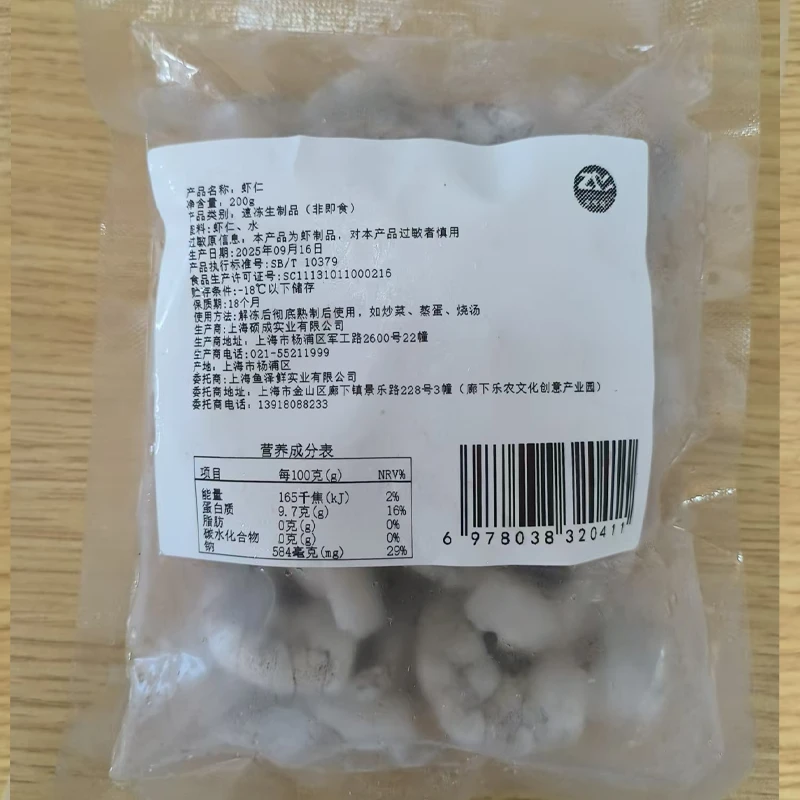 产品名称：虾仁
净含量：200g
产品类别：速冻生制品（非即食）
配料：虾仁、水
过敏原信息：本产品为虾制品，对本产品过敏者慎用
生产日期:2025年09月16日
产品执行标准号:SB/T 10379
食品生产许可证号:SC11131011000216
贮存条件:-18℃以下储存
保质期:18个月
使用方法:解冻后彻底熟制后使用，如炒菜、蒸蛋、烧汤
生产商:上海硕成实业有限公司
生产商地址：上海市杨浦区军工路2600号22幢
生产商电话:021-55211999
产地:上海市杨浦区
委托商:上海鱼泽鲜实业有限公司
委托商地址：上海市金山区廊下镇景乐路228号3幢（廊下乐农文化创意产业园）
委托商电话：13918088233
营养成分表
项目 每100克(g) NRV%
能量 165千焦(kJ) 2%
蛋白质 9.7克(g) 16%
脂肪 0克(g) 0%
碳水化合物 0克(g) 0%
钠 584毫克(mg) 29%
6 978038 320411